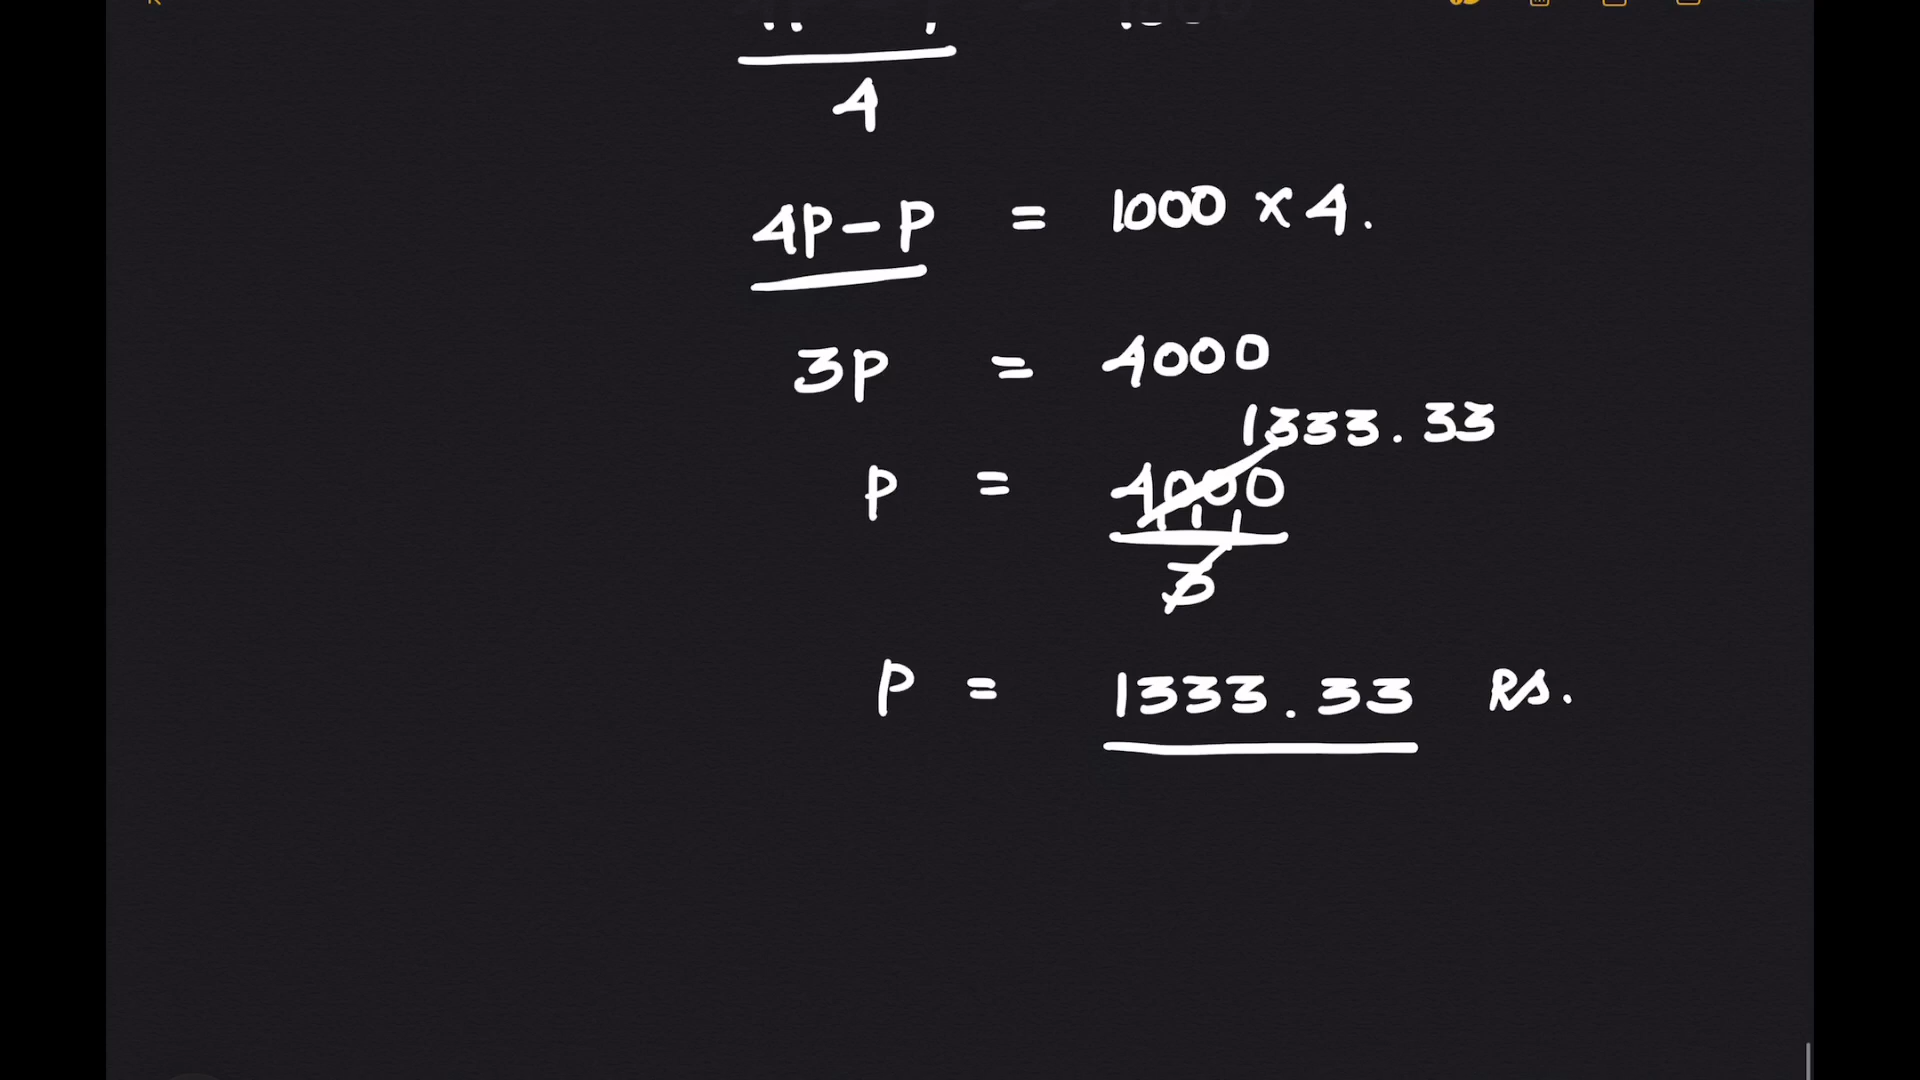 4
4P - P = 1000 × 4.
3P = 4000
1333.33
P = 4000
3
P = 1333.33 Rs.